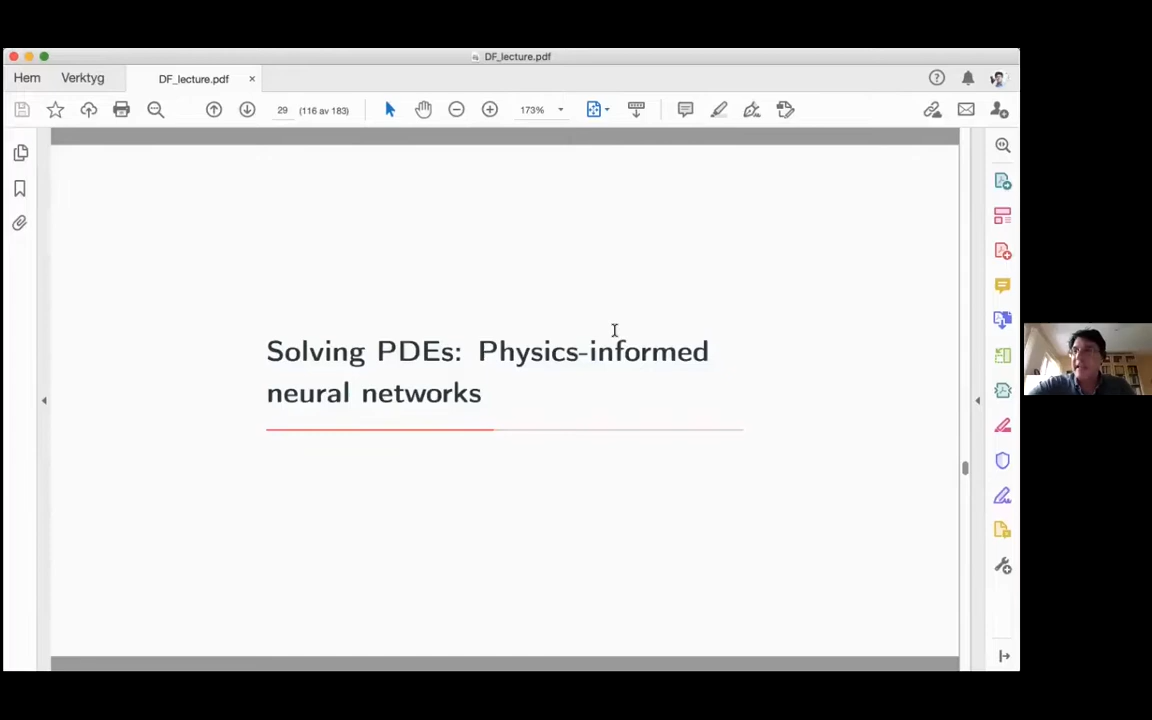 DF_lecture.pdf
Hem Verktyg DF_lecture.pdf ×
29 (116 av 183) 173%
Solving PDEs: Physics-informed
neural networks